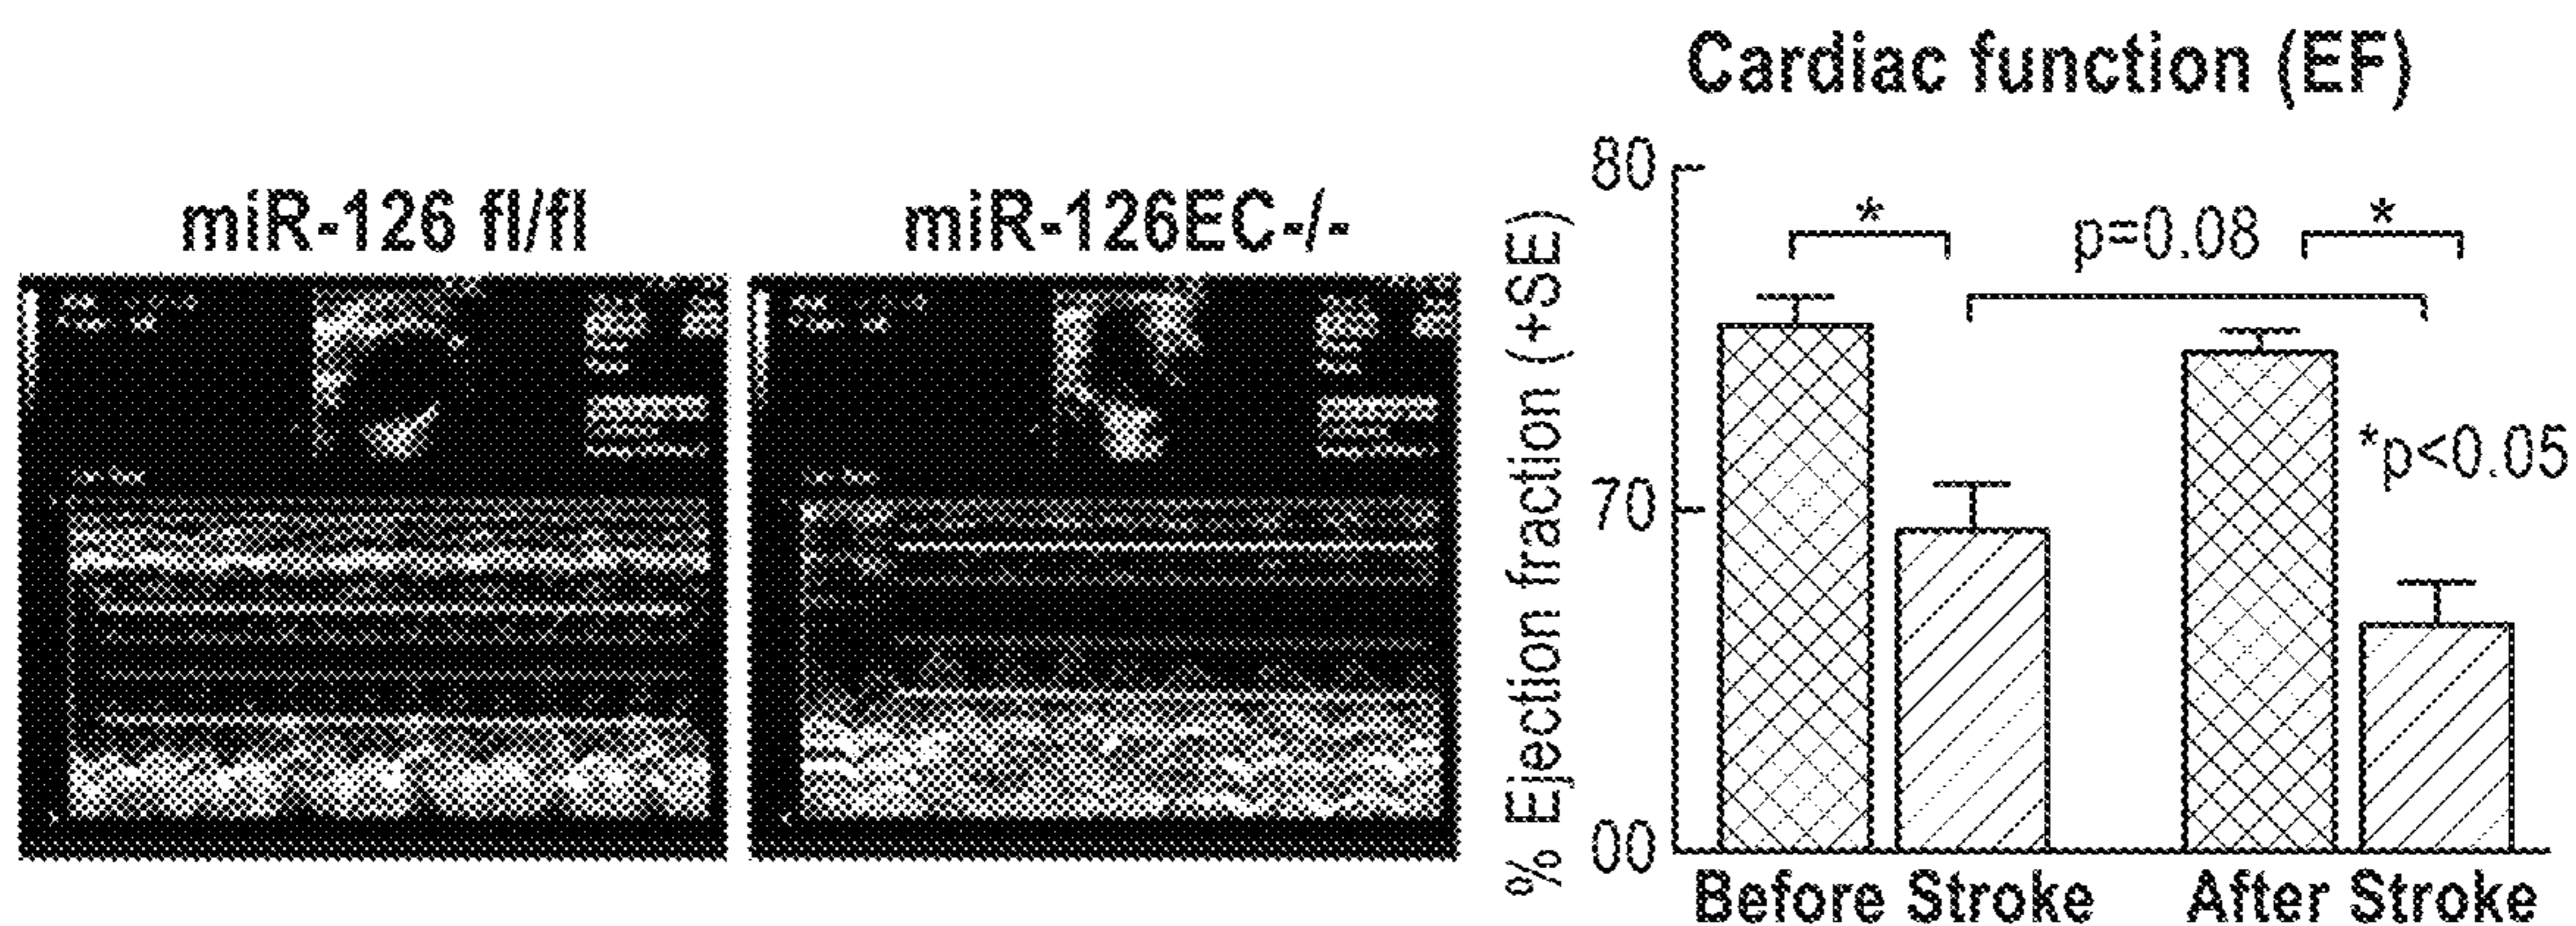 miR-126 fl/fl
miR-126EC-/-
Cardiac function (EF)
% Ejection fraction (+SE)
80
70
00
*
p=0.08
*
*p<0.05
Before Stroke
After Stroke